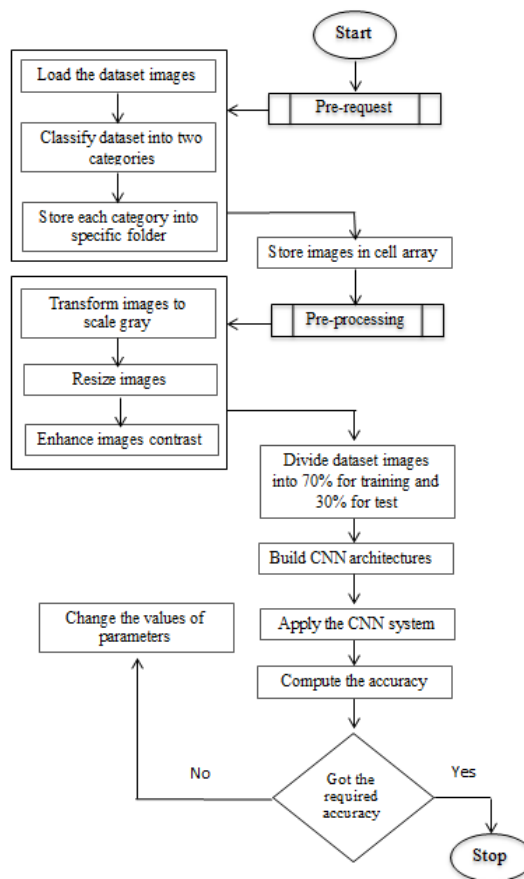 Start
Pre-request
Load the dataset images
Classify dataset into two
categories
Store each category into
specific folder
Store images in cell array
Pre-processing
Transform images to
scale gray
Resize images
Enhance images contrast
Divide dataset images
into 70% for training and
30% for test
Build CNN architectures
Apply the CNN system
Compute the accuracy
Got the
required
accuracy
No
Change the values of
parameters
Yes
Stop